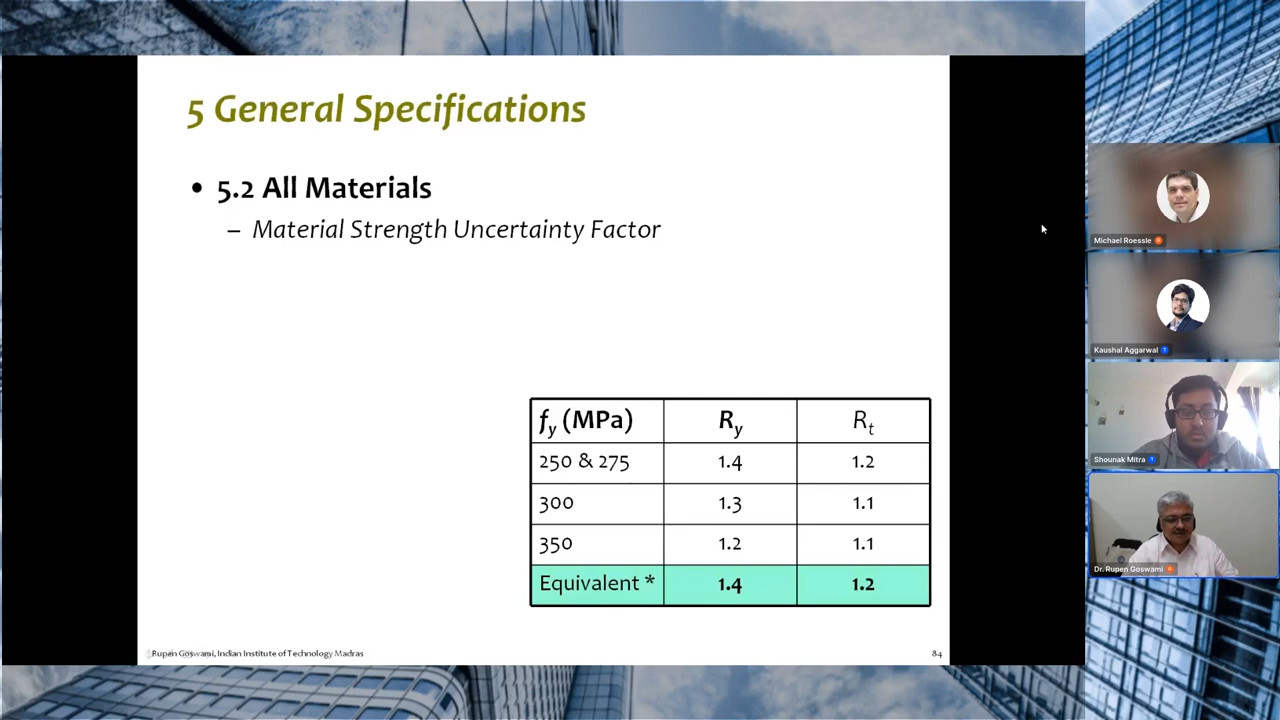 5 General Specifications
• 5.2 All Materials
– Material Strength Uncertainty Factor
fy (MPa) Ry Rt
250 & 275 1.4 1.2
300 1.3 1.1
350 1.2 1.1
Equivalent * 1.4 1.2
Rupen Goswami, Indian Institute of Technology Madras
84
Michael Roessle
Kaushal Aggarwal
Shounak Mitra
Dr. Rupen Goswami